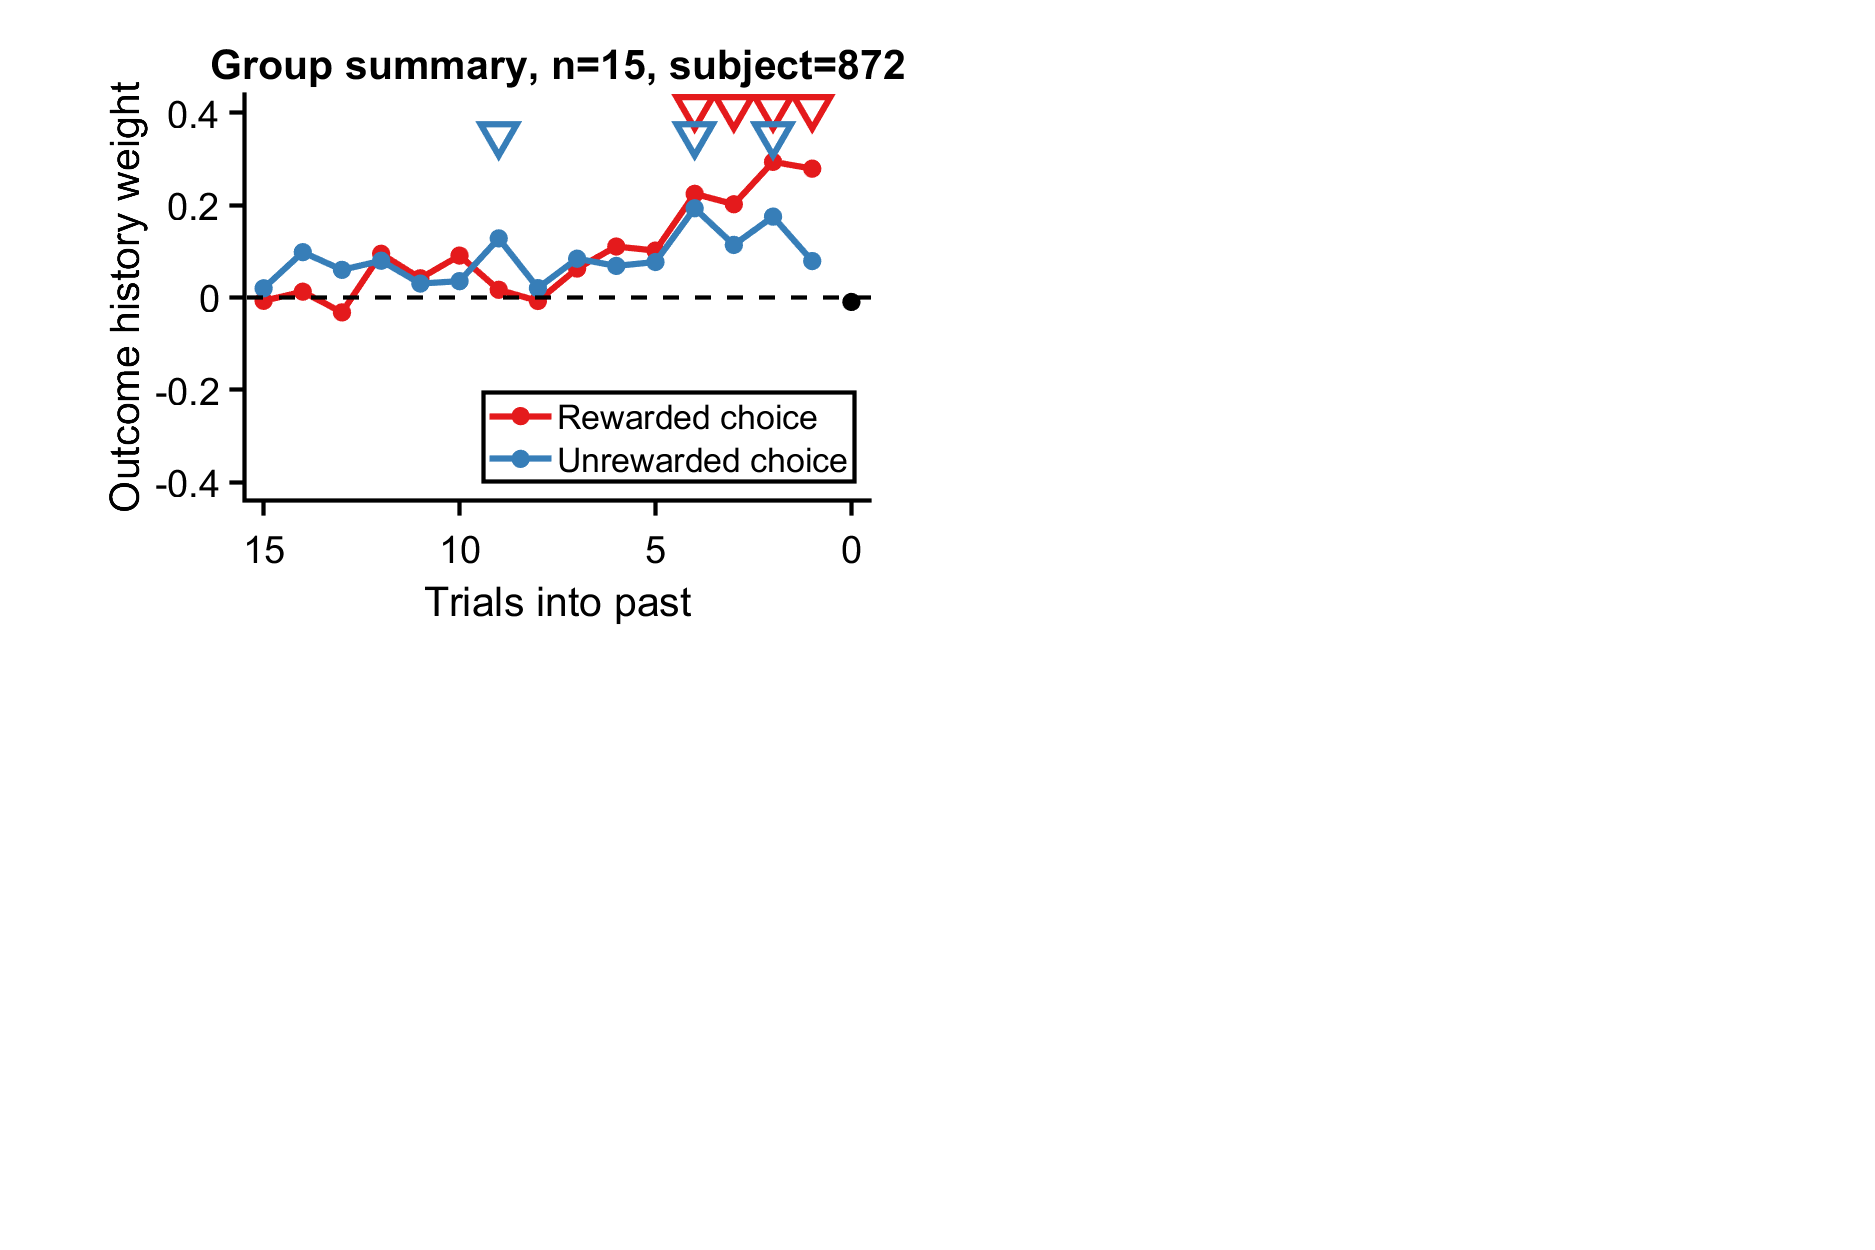 Group summary, n=15, subject=872
Outcome history weight
0.4
0.2
0
-0.2
-0.4
Rewarded choice
Unrewarded choice
15 10 5 0
Trials into past